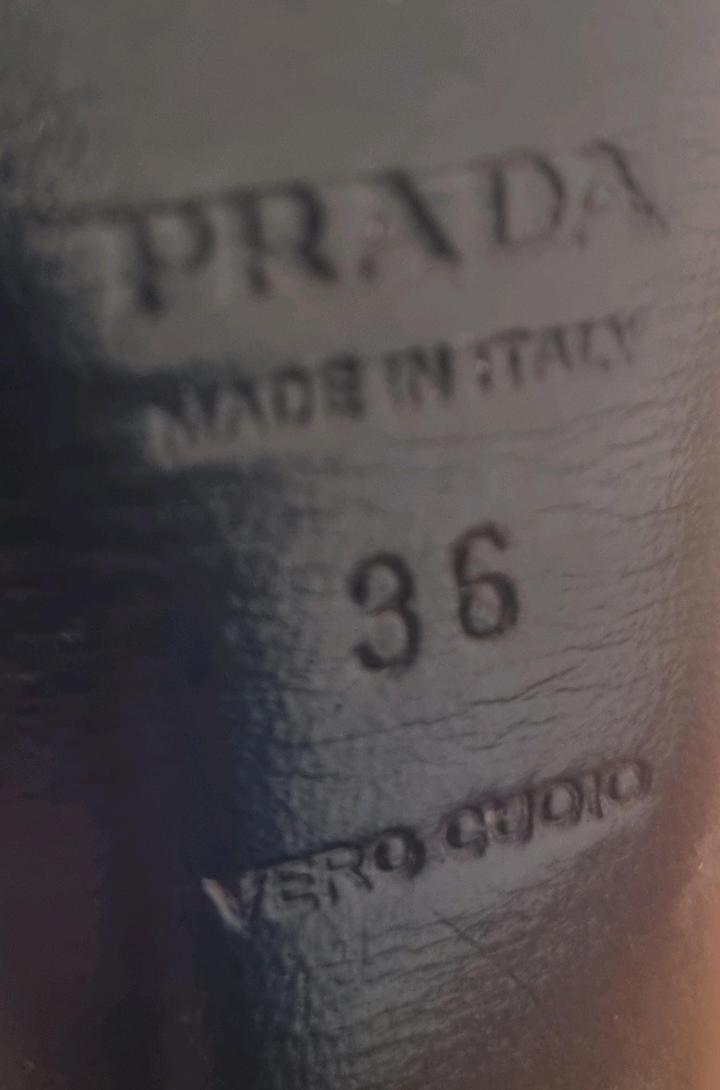 PRADA
MADE IN ITALY
36
VERO CUOIO